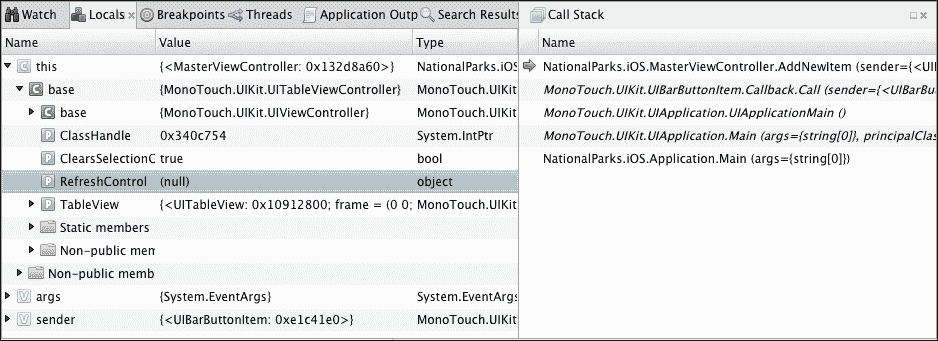 Watch Locals Breakpoints Threads Application Outp Search Results Call Stack
Name Value Type Name
this {<MasterViewController: 0x132d8a60>} NationalParks.iOS NationalParks.iOS.MasterViewController.AddNewItem (sender={<UI
base {MonoTouch.UIKit.UITableViewController} MonoTouch.UIKit MonoTouch.UIKit.UIBarButtonItem.Callback.Call (sender={<UIBarBu
base {MonoTouch.UIKit.UIViewController} MonoTouch.UIKit MonoTouch.UIKit.UIApplication.UIApplicationMain ()
ClassHandle 0x340c754 System.IntPtr MonoTouch.UIKit.UIApplication.Main (args={string[0]}, principalClas
ClearsSelectionC true bool NationalParks.iOS.Application.Main (args={string[0]})
RefreshControl (null) object
TableView {<UITableView: 0x10912800; frame = (0 0; MonoTouch.UIKit
Static members
Non-public mem
Non-public memb
args {System.EventArgs} System.EventArgs
sender {<UIBarButtonItem: 0xe1c41e0>} MonoTouch.UIKit